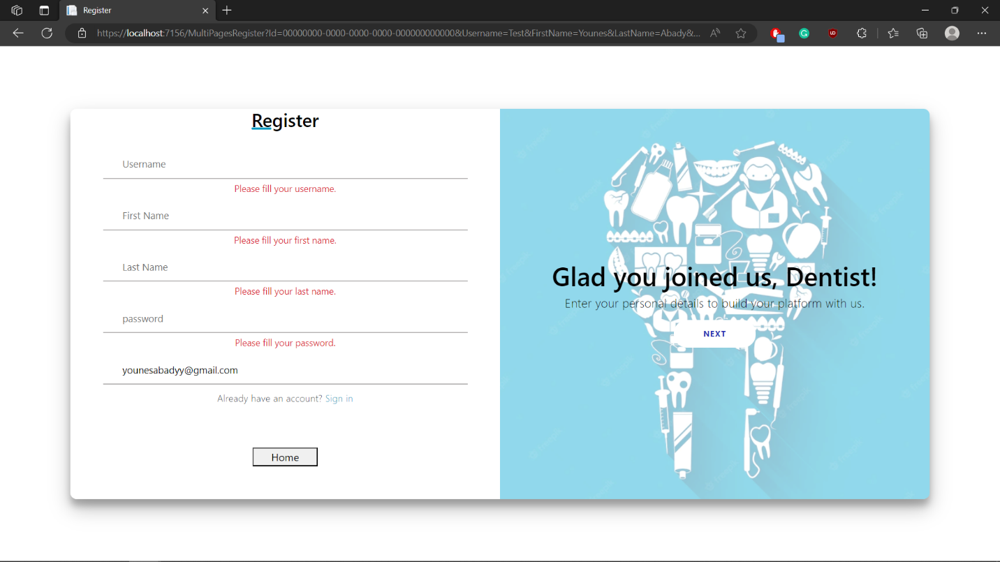 Register
https://localhost:7156/MultiPagesRegister?Id=00000000-0000-0000-0000-000000000000&Username=Test&FirstName=Younes&LastName=Abady&...
Register
Username
Please fill your username.
First Name
Please fill your first name.
Last Name
Please fill your last name.
password
Please fill your password.
younesabadyy@gmail.com
Already have an account? Sign in
Home
Glad you joined us, Dentist!
Enter your personal details to build your platform with us.
NEXT